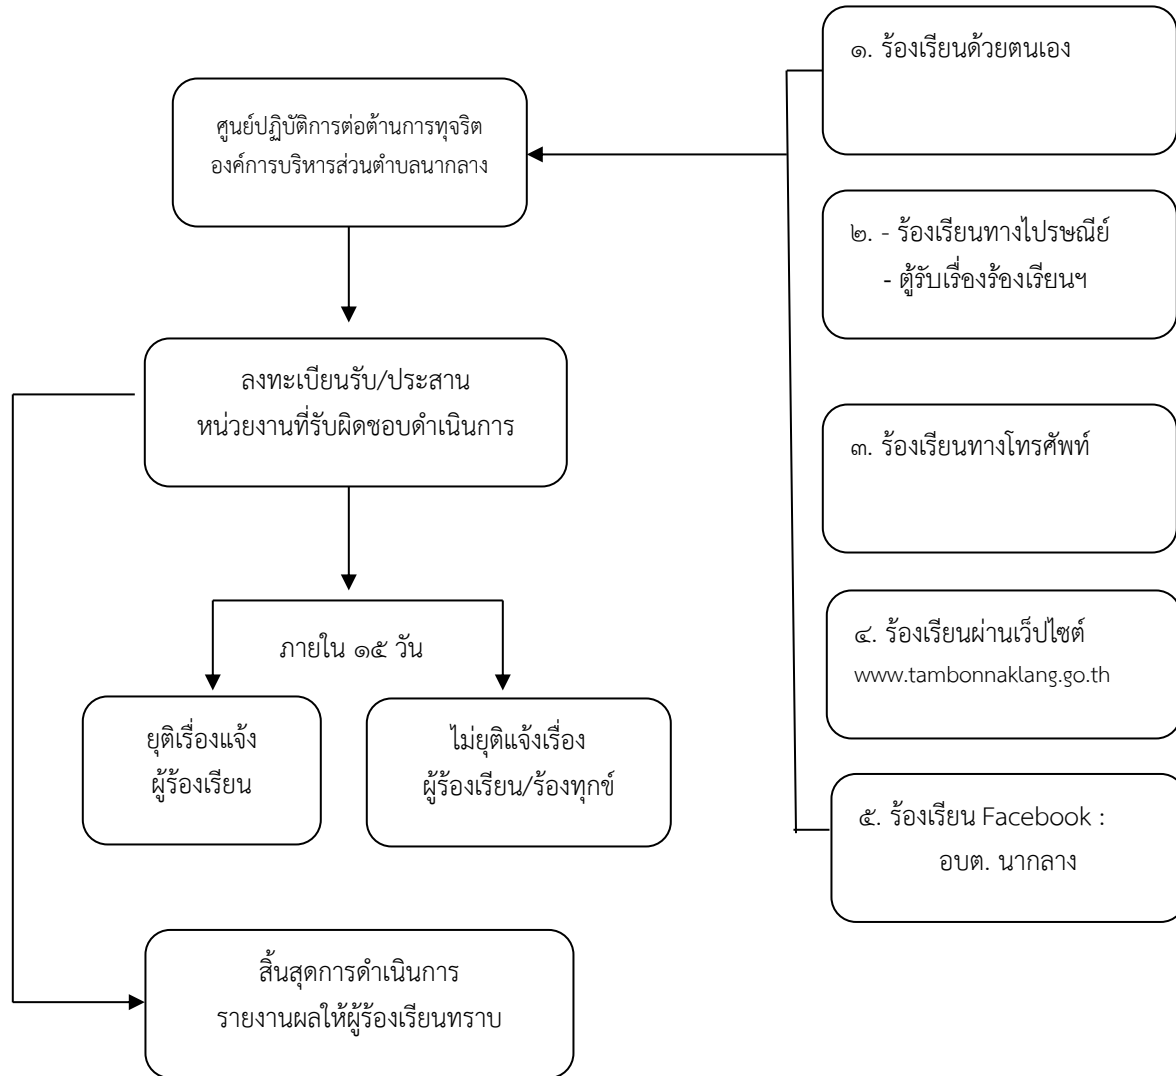 ๑. ร้องเรียนด้วยตนเอง
ศูนย์ปฏิบัติการต่อต้านการทุจริต
องค์การบริหารส่วนตำบลนากลาง
๒. - ร้องเรียนทางไปรษณีย์
- ตู้รับเรื่องร้องเรียนฯ
ลงทะเบียนรับ/ประสาน
หน่วยงานที่รับผิดชอบดำเนินการ
๓. ร้องเรียนทางโทรศัพท์
ภายใน ๑๕ วัน
๔. ร้องเรียนผ่านเว็ปไซต์
www.tambonnaklang.go.th
ยุติเรื่องแจ้ง
ผู้ร้องเรียน
ไม่ยุติแจ้งเรื่อง
ผู้ร้องเรียน/ร้องทุกข์
๕. ร้องเรียน Facebook :
อบต. นากลาง
สิ้นสุดการดำเนินการ
รายงานผลให้ผู้ร้องเรียนทราบ